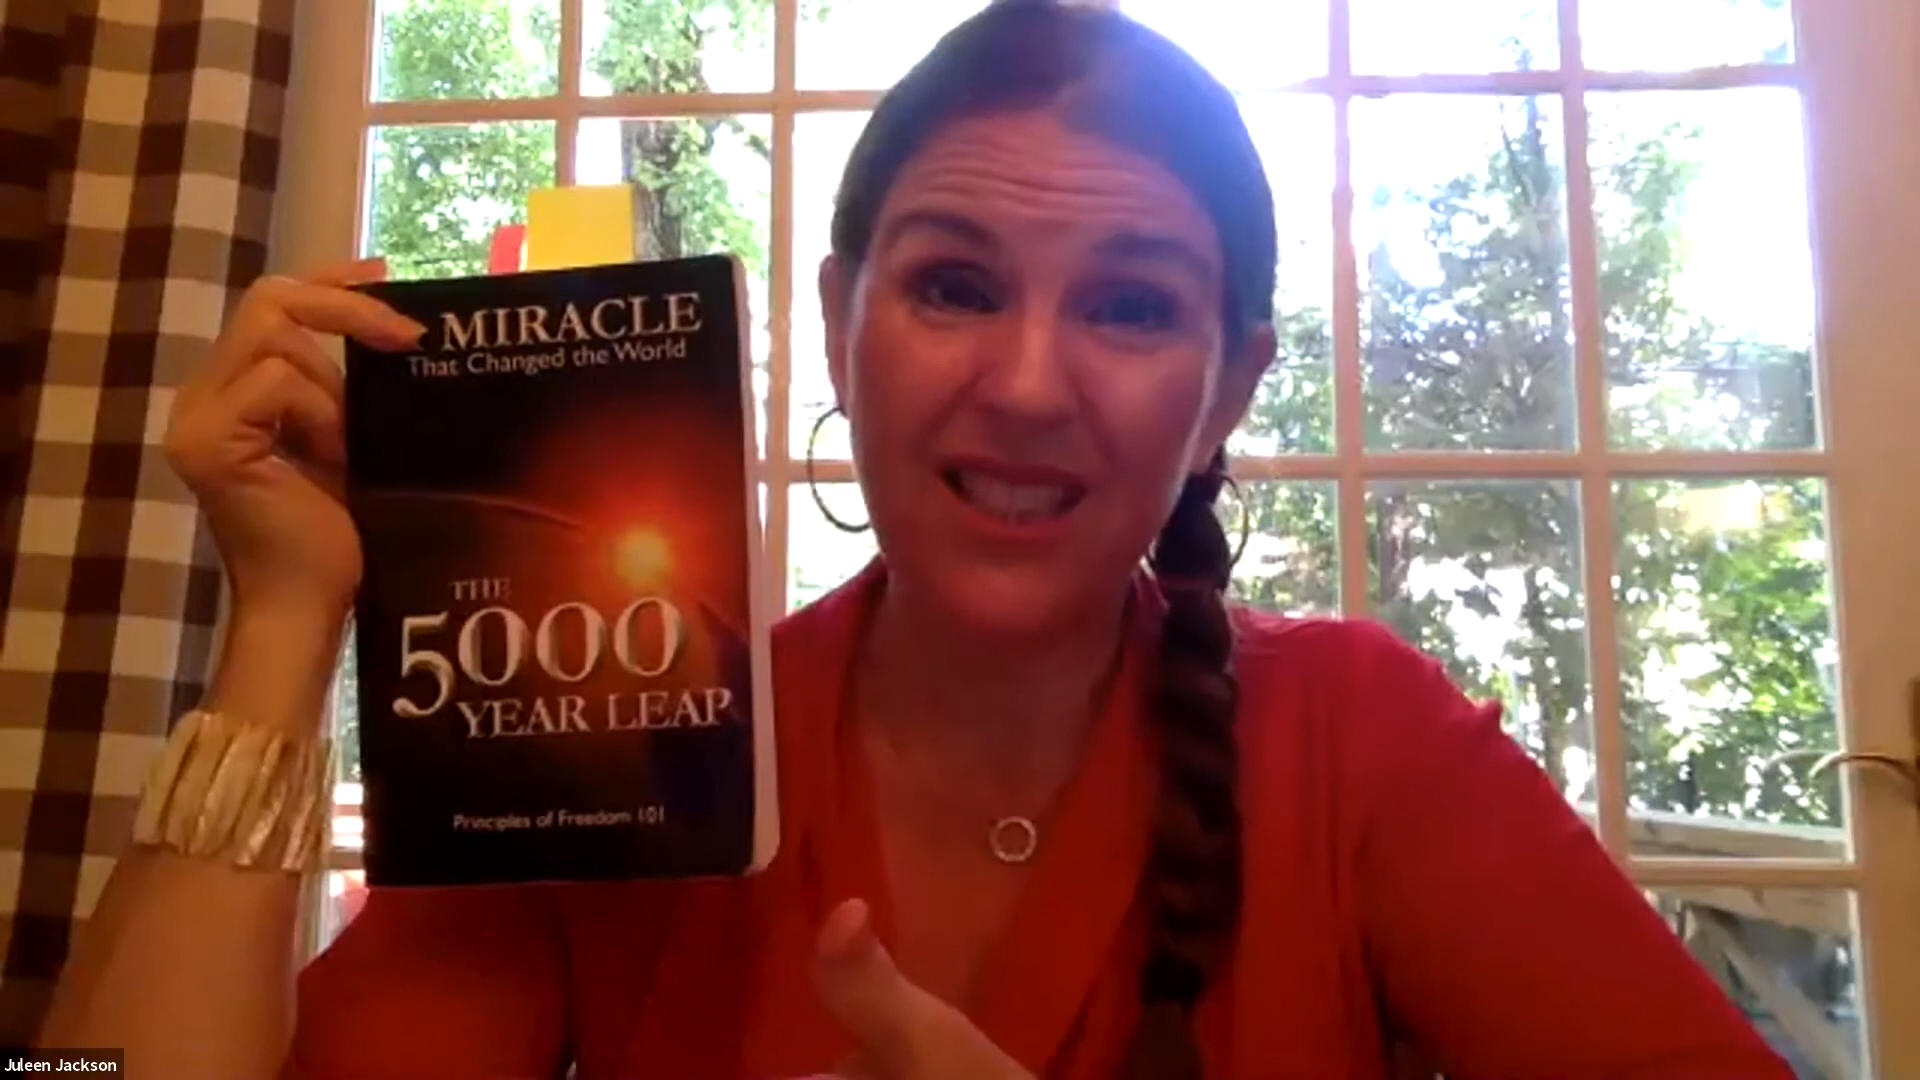 MIRACLE
That Changed the World
THE
5000
YEAR LEAP
Principles of Freedom 101
Juleen Jackson